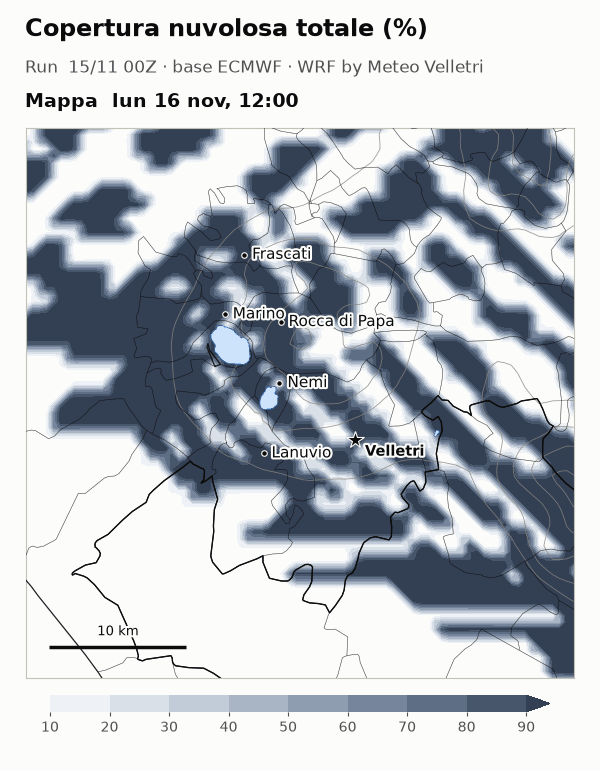 Copertura nuvolosa totale (%)
Run  15/11 00Z · base ECMWF · WRF by Meteo Velletri
Mappa  lun 16 nov, 12:00
Frascati
Marino
Rocca di Papa
Nemi
Velletri
Lanuvio
10 km
10 20 30 40 50 60 70 80 90